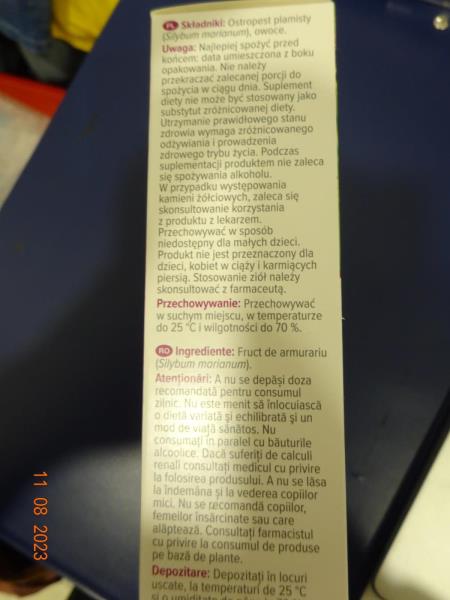 PL Składniki: Ostropest plamisty
(Silybum marianum), owoce.
Uwaga: Najlepiej spożyć przed
końcem: data umieszczona z boku
opakowania. Nie należy
przekraczać zalecanej porcji do
spożycia w ciągu dnia. Suplement
diety nie może być stosowany jako
substytut zróżnicowanej diety.
Utrzymanie prawidłowego stanu
zdrowia wymaga zróżnicowanego
odżywiania i prowadzenia
zdrowego trybu życia. Podczas
suplementacji produktem nie zaleca
się spożywania alkoholu.
W przypadku występowania
kamieni żółciowych, zaleca się
skonsultowanie korzystania
z produktu z lekarzem.
Przechowywać w sposób
niedostępny dla małych dzieci.
Produkt nie jest przeznaczony dla
dzieci, kobiet w ciąży i karmiących
piersią. Stosowanie ziół należy
skonsultować z farmaceutą.
Przechowywanie: Przechowywać
w suchym miejscu, w temperaturze
do 25 °C i wilgotności do 70 %.
RO Ingrediente: Fruct de armurariu
(Silybum marianum).
Atenționări: A nu se depăși doza
recomandată pentru consumul
zilnic. Nu este menit să înlocuiască
o dietă variată și echilibrată și un
mod de viață sănătos. Nu
consumați în paralel cu băuturile
alcoolice. Dacă suferiți de calculi
renali consultați medicul cu privire
la folosirea produsului. A nu se lăsa
la îndemâna și la vederea copiilor
mici. Nu se recomandă copiilor,
femeilor însărcinate sau care
alăptează. Consultați farmacistul
cu privire la consumul de produse
pe bază de plante.
Depozitare: Depozitați în locuri
uscate, la temperaturi de 25 °C
11 08 2023